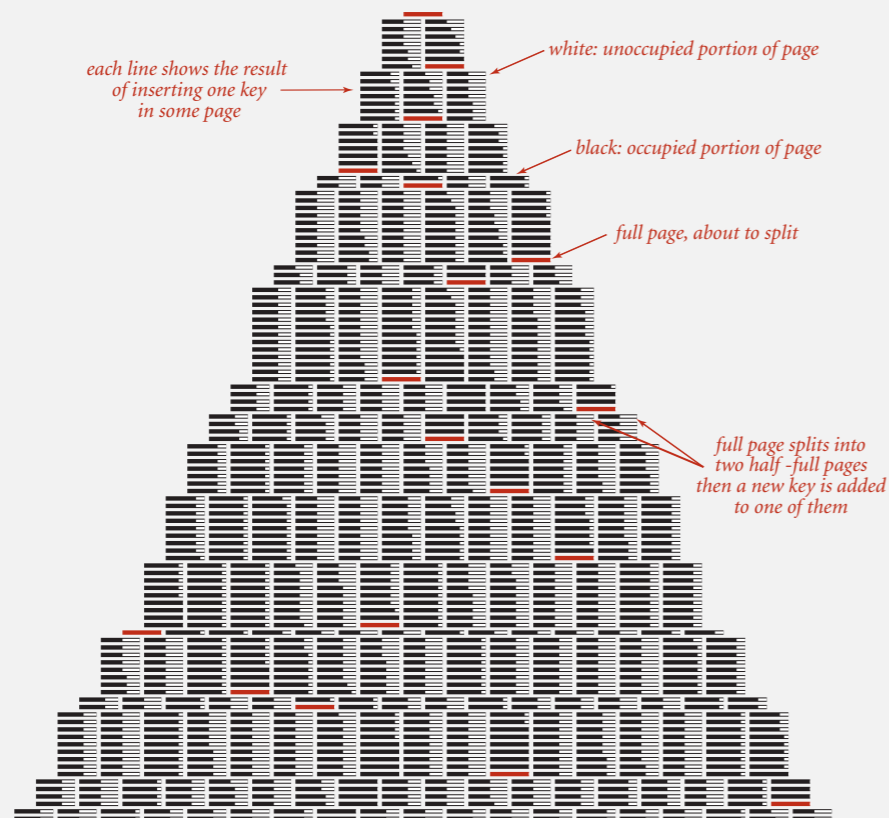 each line shows the result
of inserting one key
in some page
white: unoccupied portion of page
black: occupied portion of page
full page, about to split
full page splits into
two half -full pages
then a new key is added
to one of them